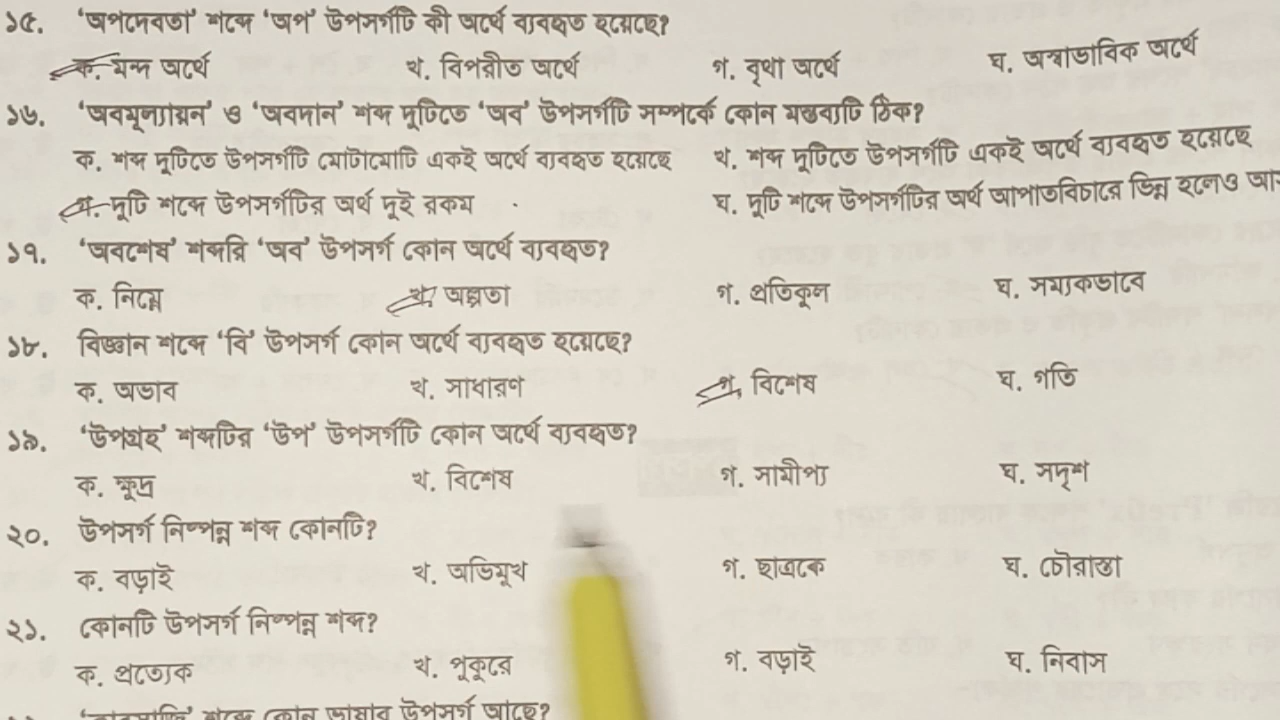 ১৫. ‘অপদেবতা’ শব্দে ‘অপ’ উপসর্গটি কী অর্থে ব্যবহৃত হয়েছে?
ক. মন্দ অর্থে খ. বিপরীত অর্থে গ. বৃথা অর্থে ঘ. অস্বাভাবিক অর্থে
১৬. ‘অবমূল্যায়ন’ ও ‘অবদান’ শব্দ দুটিতে ‘অব’ উপসর্গটি সম্পর্কে কোন মন্তব্যটি ঠিক?
ক. শব্দ দুটিতে উপসর্গটি মোটামোটি একই অর্থে ব্যবহৃত হয়েছে খ. শব্দ দুটিতে উপসর্গটি একই অর্থে ব্যবহৃত হয়েছে
গ. দুটি শব্দে উপসর্গটির অর্থ দুই রকম ঘ. দুটি শব্দে উপসর্গটির অর্থ আপাতবিচারে ভিন্ন হলেও
১৭. ‘অবশেষ’ শব্দরি ‘অব’ উপসর্গ কোন অর্থে ব্যবহৃত?
ক. নিম্নে খ. অল্পতা গ. প্রতিকূল ঘ. সম্যকভাবে
১৮. বিজ্ঞান শব্দে ‘বি’ উপসর্গ কোন অর্থে ব্যবহৃত হয়েছে?
ক. অভাব খ. সাধারণ গ. বিশেষ ঘ. গতি
১৯. ‘উপগ্রহ’ শব্দটির ‘উপ’ উপসর্গটি কোন অর্থে ব্যবহৃত?
ক. ক্ষুদ্র খ. বিশেষ গ. সামীপ্য ঘ. সদৃশ
২০. উপসর্গ নিষ্পন্ন শব্দ কোনটি?
ক. বড়াই খ. অভিমুখ গ. ছাত্রকে ঘ. চৌরাস্তা
২১. কোনটি উপসর্গ নিষ্পন্ন শব্দ?
ক. প্রত্যেক খ. পুকুরে গ. বড়াই ঘ. নিবাস
শব্দে কোন ভাষার উপসর্গ আছে?